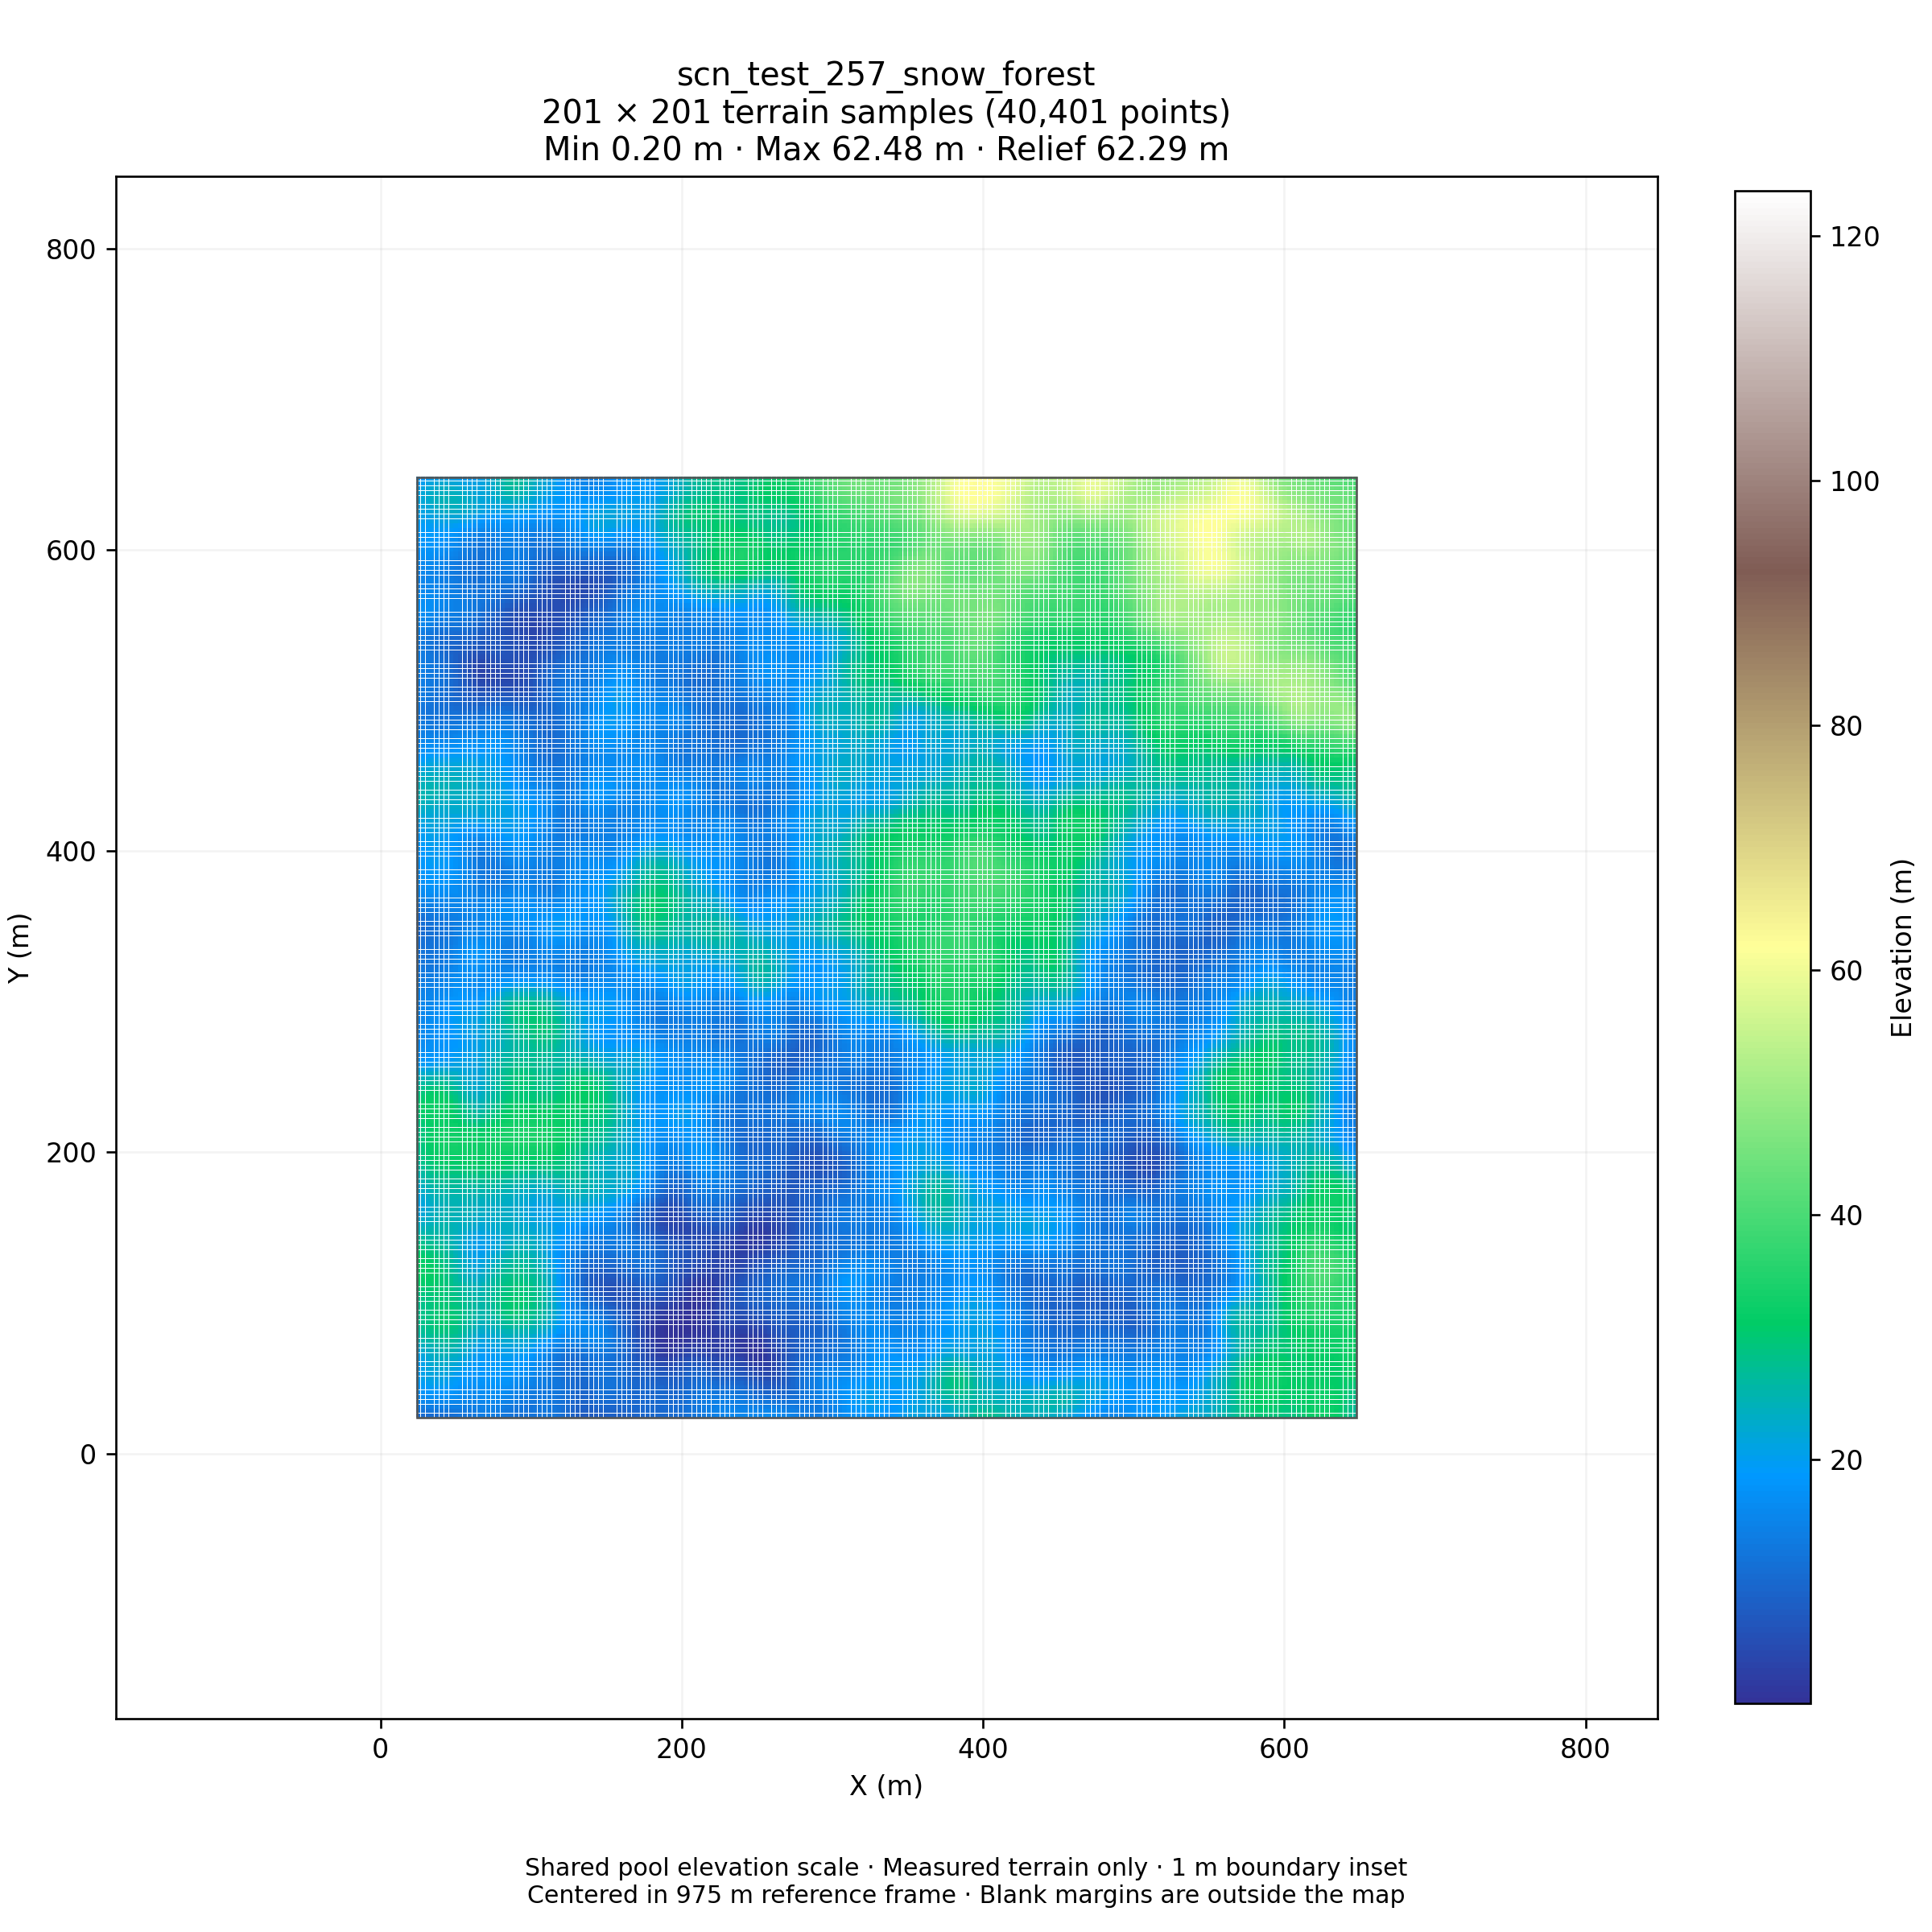 scn_test_257_snow_forest
201 × 201 terrain samples (40,401 points)
Min 0.20 m · Max 62.48 m · Relief 62.29 m
800
600
400
200
0
Y (m)
0
200
400
600
800
X (m)
120
100
80
60
40
20
Elevation (m)
Shared pool elevation scale · Measured terrain only · 1 m boundary inset
Centered in 975 m reference frame · Blank margins are outside the map